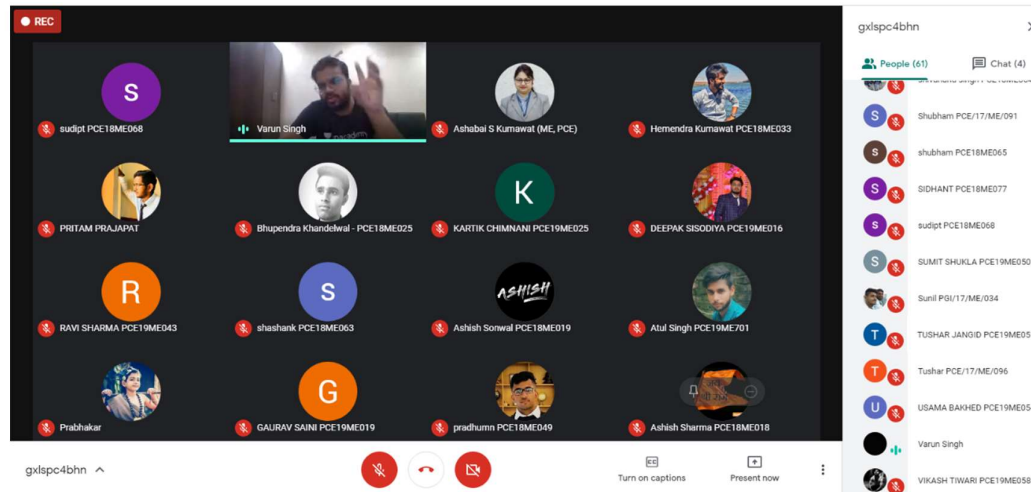 REC
gxlspc4bhn
People (61)
Chat (4)
S
sudipt PCE18ME068
Varun Singh
Ashabai S Kumawat (ME, PCE)
Hemendra Kumawat PCE18ME033
PRITAM PRAJAPAT
Bhupendra Khandelwal - PCE18ME025
K
KARTIK CHIMNANI PCE19ME025
DEEPAK SISODIYA PCE19ME016
R
RAVI SHARMA PCE19ME043
S
shashank PCE18ME063
ASHISH
Ashish Sonwal PCE18ME019
Atul Singh PCE19ME701
Prabhakar
G
GAURAV SAINI PCE19ME019
pradhumn PCE18ME049
Ashish Sharma PCE18ME018
S
Shubham PCE/17/ME/091
S
shubham PCE18ME065
S
SIDHANT PCE18ME077
S
sudipt PCE18ME068
S
SUMIT SHUKLA PCE19ME050
Sunil PGI/17/ME/034
T
TUSHAR JANGID PCE19ME05
T
Tushar PCE/17/ME/096
U
USAMA BAKHED PCE19ME05
Varun Singh
VIKASH TIWARI PCE19ME058
gxlspc4bhn
CC
Turn on captions
Present now